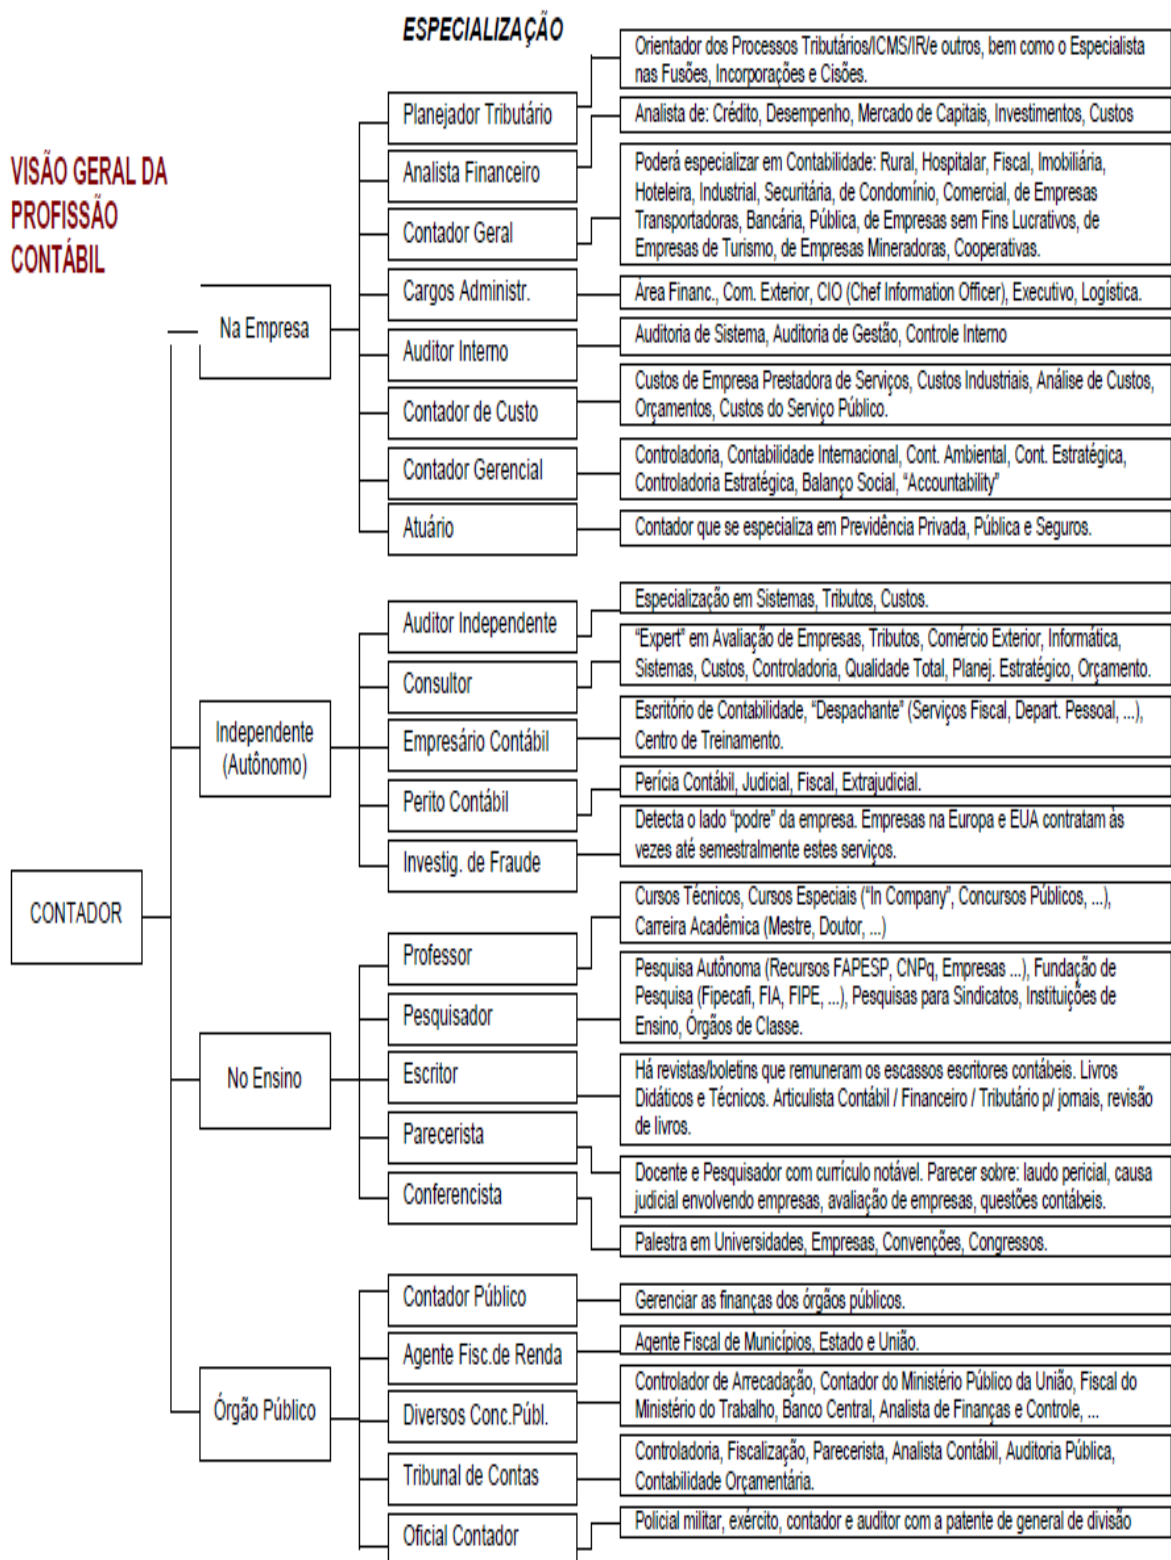 ESPECIALIZAÇÃO
VISÃO GERAL DA
PROFISSÃO
CONTÁBIL
CONTADOR
Na Empresa
Planejador Tributário
Orientador dos Processos Tributários/ICMS/IR/e outros, bem como o Especialista
nas Fusões, Incorporações e Cisões.
Analista Financeiro
Analista de: Crédito, Desempenho, Mercado de Capitais, Investimentos, Custos
Contador Geral
Poderá especializar em Contabilidade: Rural, Hospitalar, Fiscal, Imobiliária,
Hoteleira, Industrial, Securitária, de Condomínio, Comercial, de Empresas
Transportadoras, Bancária, Pública, de Empresas sem Fins Lucrativos, de
Empresas de Turismo, de Empresas Mineradoras, Cooperativas.
Cargos Administr.
Área Financ., Com. Exterior, CIO (Chef Information Officer), Executivo, Logística.
Auditor Interno
Auditoria de Sistema, Auditoria de Gestão, Controle Interno
Contador de Custo
Custos de Empresa Prestadora de Serviços, Custos Industriais, Análise de Custos,
Orçamentos, Custos do Serviço Público.
Contador Gerencial
Controladoria, Contabilidade Internacional, Cont. Ambiental, Cont. Estratégica,
Controladoria Estratégica, Balanço Social, “Accountability”
Atuário
Contador que se especializa em Previdência Privada, Pública e Seguros.
Independente
(Autônomo)
Auditor Independente
Especialização em Sistemas, Tributos, Custos.
Consultor
“Expert” em Avaliação de Empresas, Tributos, Comércio Exterior, Informática,
Sistemas, Custos, Controladoria, Qualidade Total, Planej. Estratégico, Orçamento.
Empresário Contábil
Escritório de Contabilidade, “Despachante” (Serviços Fiscal, Depart. Pessoal, ...),
Centro de Treinamento.
Perito Contábil
Perícia Contábil, Judicial, Fiscal, Extrajudicial.
Investig. de Fraude
Detecta o lado “podre” da empresa. Empresas na Europa e EUA contratam às
vezes até semestralmente estes serviços.
No Ensino
Professor
Cursos Técnicos, Cursos Especiais (“In Company”, Concursos Públicos, ...),
Carreira Acadêmica (Mestre, Doutor, ...)
Pesquisador
Pesquisa Autônoma (Recursos FAPESP, CNPq, Empresas ...), Fundação de
Pesquisa (Fipecafi, FIA, FIPE, ...), Pesquisas para Sindicatos, Instituições de
Ensino, Órgãos de Classe.
Escritor
Há revistas/boletins que remuneram os escassos escritores contábeis. Livros
Didáticos e Técnicos. Articulista Contábil / Financeiro / Tributário p/ jornais, revisão
de livros.
Parecerista
Docente e Pesquisador com currículo notável. Parecer sobre: laudo pericial, causa
judicial envolvendo empresas, avaliação de empresas, questões contábeis.
Conferencista
Palestra em Universidades, Empresas, Convenções, Congressos.
Órgão Público
Contador Público
Gerenciar as finanças dos órgãos públicos.
Agente Fisc.de Renda
Agente Fiscal de Municípios, Estado e União.
Diversos Conc.Públ.
Controlador de Arrecadação, Contador do Ministério Público da União, Fiscal do
Ministério do Trabalho, Banco Central, Analista de Finanças e Controle, ...
Tribunal de Contas
Controladoria, Fiscalização, Parecerista, Analista Contábil, Auditoria Pública,
Contabilidade Orçamentária.
Oficial Contador
Policial militar, exército, contador e auditor com a patente de general de divisão